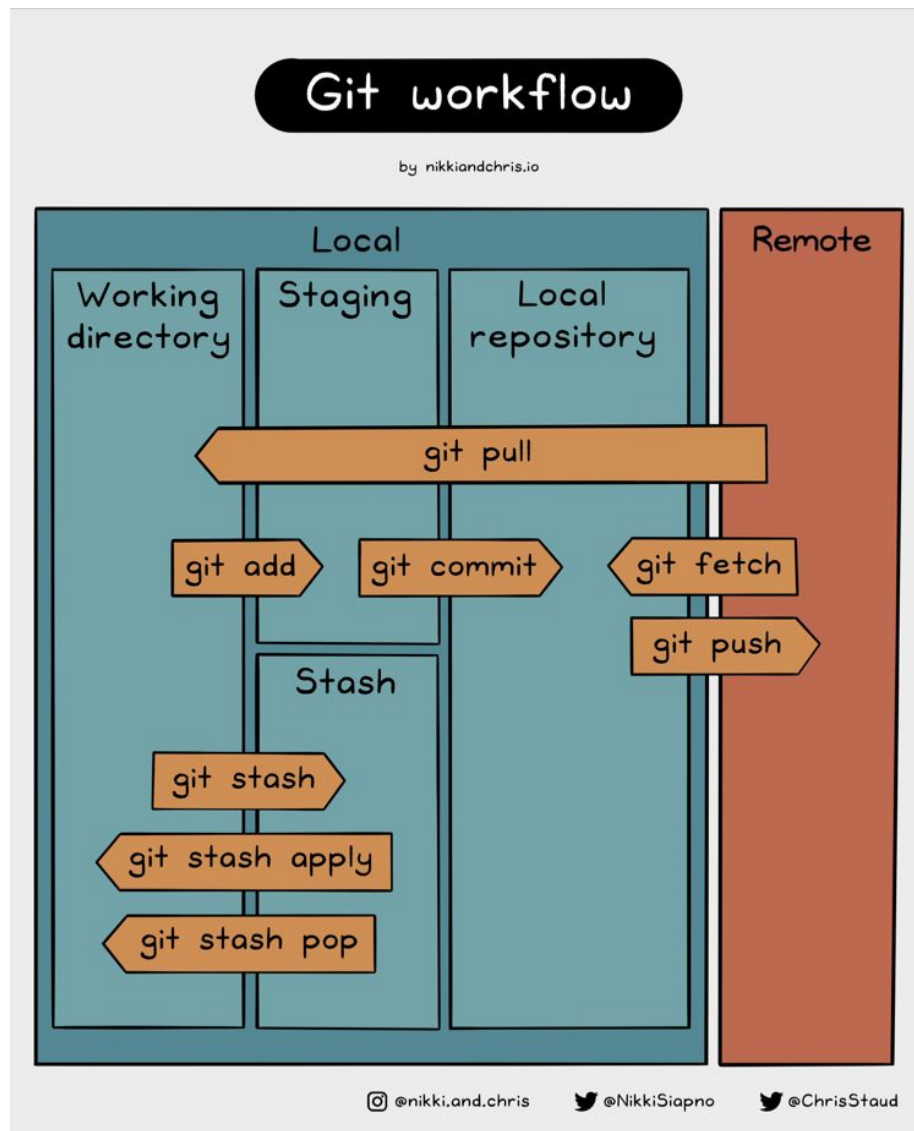 Git workflow
by nikkiandchris.io
Local
Remote
Working
directory
Staging
Local
repository
git pull
git add
git commit
git fetch
git push
Stash
git stash
git stash apply
git stash pop
@nikki.and.chris
@NikkiSiapno
@ChrisStaud